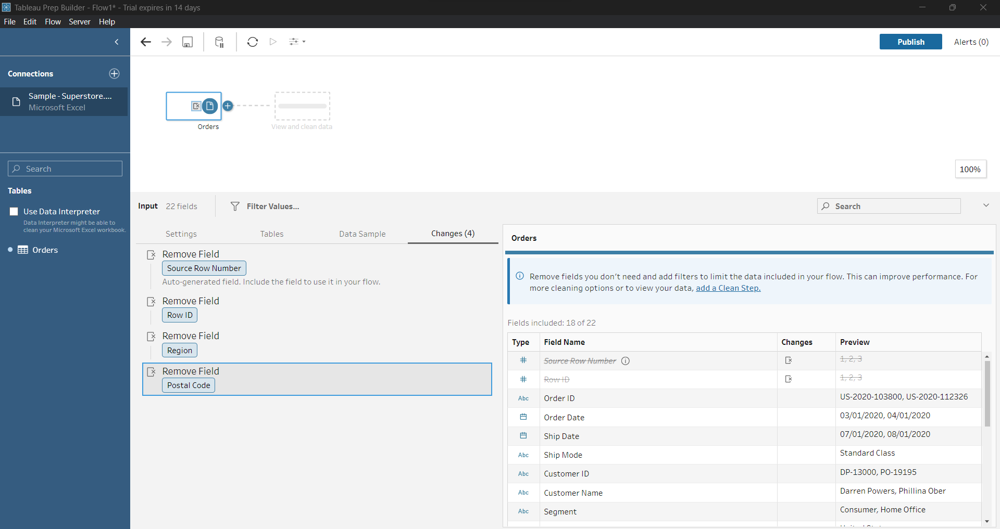 Tableau Prep Builder - Flow1* - Trial expires in 14 days
File Edit Flow Server Help
Publish Alerts (0)
Connections
Sample - Superstore....
Microsoft Excel
Orders
View and clean data
100%
Search
Tables
Use Data Interpreter
Data Interpreter might be able to
clean your Microsoft Excel workbook.
Orders
Input 22 fields Filter Values... Search
Settings Tables Data Sample Changes (4)
Remove Field
Source Row Number
Auto-generated field. Include the field to use it in your flow.
Remove Field
Row ID
Remove Field
Region
Remove Field
Postal Code
Orders
Remove fields you don't need and add filters to limit the data included in your flow. This can improve performance. For
more cleaning options or to view your data, add a Clean Step.
Fields included: 18 of 22
Type Field Name Changes Preview
# Source Row Number 1, 2, 3
# Row ID 1, 2, 3
Abc Order ID US-2020-103800, US-2020-112326
Order Date 03/01/2020, 04/01/2020
Ship Date 07/01/2020, 08/01/2020
Abc Ship Mode Standard Class
Abc Customer ID DP-13000, PO-19195
Abc Customer Name Darren Powers, Phillina Ober
Abc Segment Consumer, Home Office